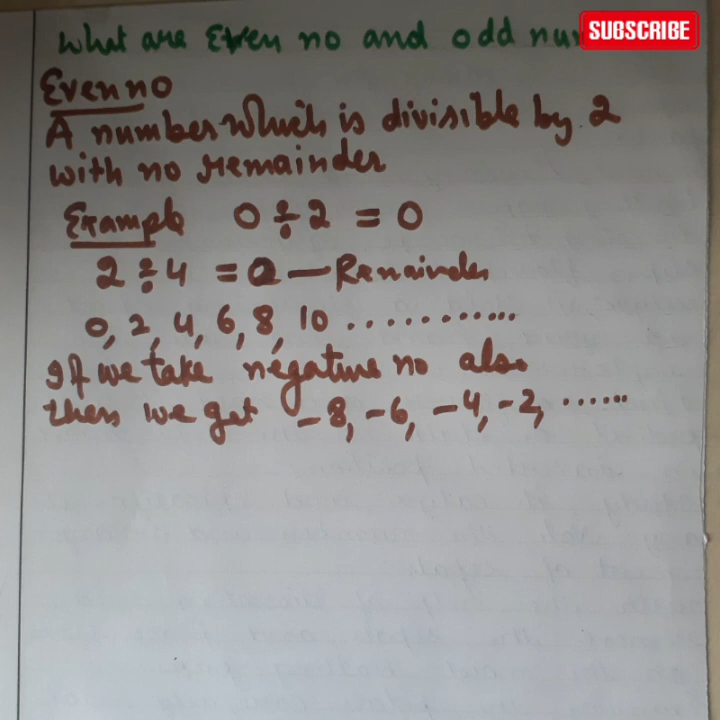 What are Even no and odd nu
SUBSCRIBE
Even no
A number which is divisible by 2
with no remainder
Example 0 ÷ 2 = 0
2 ÷ 4 = 0 — Remainder
0, 2, 4, 6, 8, 10 ............
If we take negative no also
then we get -8, -6, -4, -2, ......